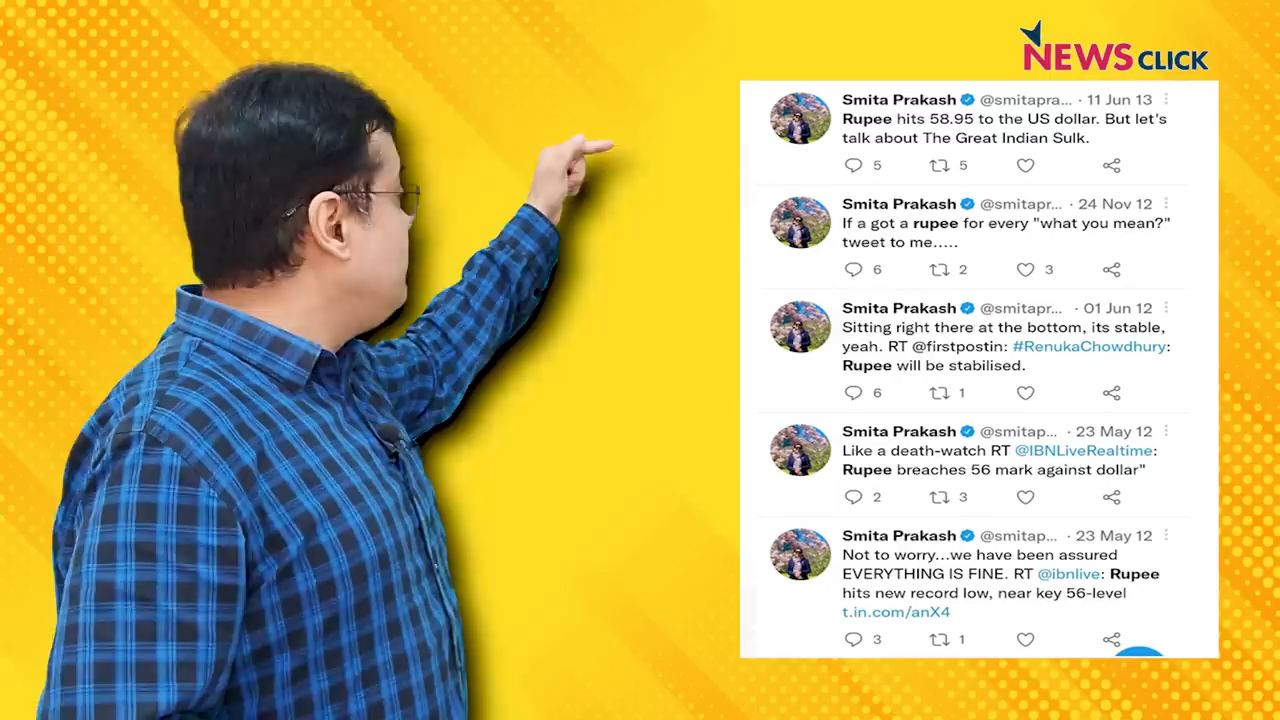 NEWS CLICK
Smita Prakash @smitapra... · 11 Jun 13
Rupee hits 58.95 to the US dollar. But let's
talk about The Great Indian Sulk.
5 5
Smita Prakash @smitapr... · 24 Nov 12
If a got a rupee for every "what you mean?"
tweet to me.....
6 2 3
Smita Prakash @smitapr... · 01 Jun 12
Sitting right there at the bottom, its stable,
yeah. RT @firstpostin: #RenukaChowdhury:
Rupee will be stabilised.
6 1
Smita Prakash @smitap... · 23 May 12
Like a death-watch RT @IBNLiveRealtime:
Rupee breaches 56 mark against dollar"
2 3
Smita Prakash @smitap... · 23 May 12
Not to worry...we have been assured
EVERYTHING IS FINE. RT @ibnlive: Rupee
hits new record low, near key 56-level
t.in.com/anX4
3 1